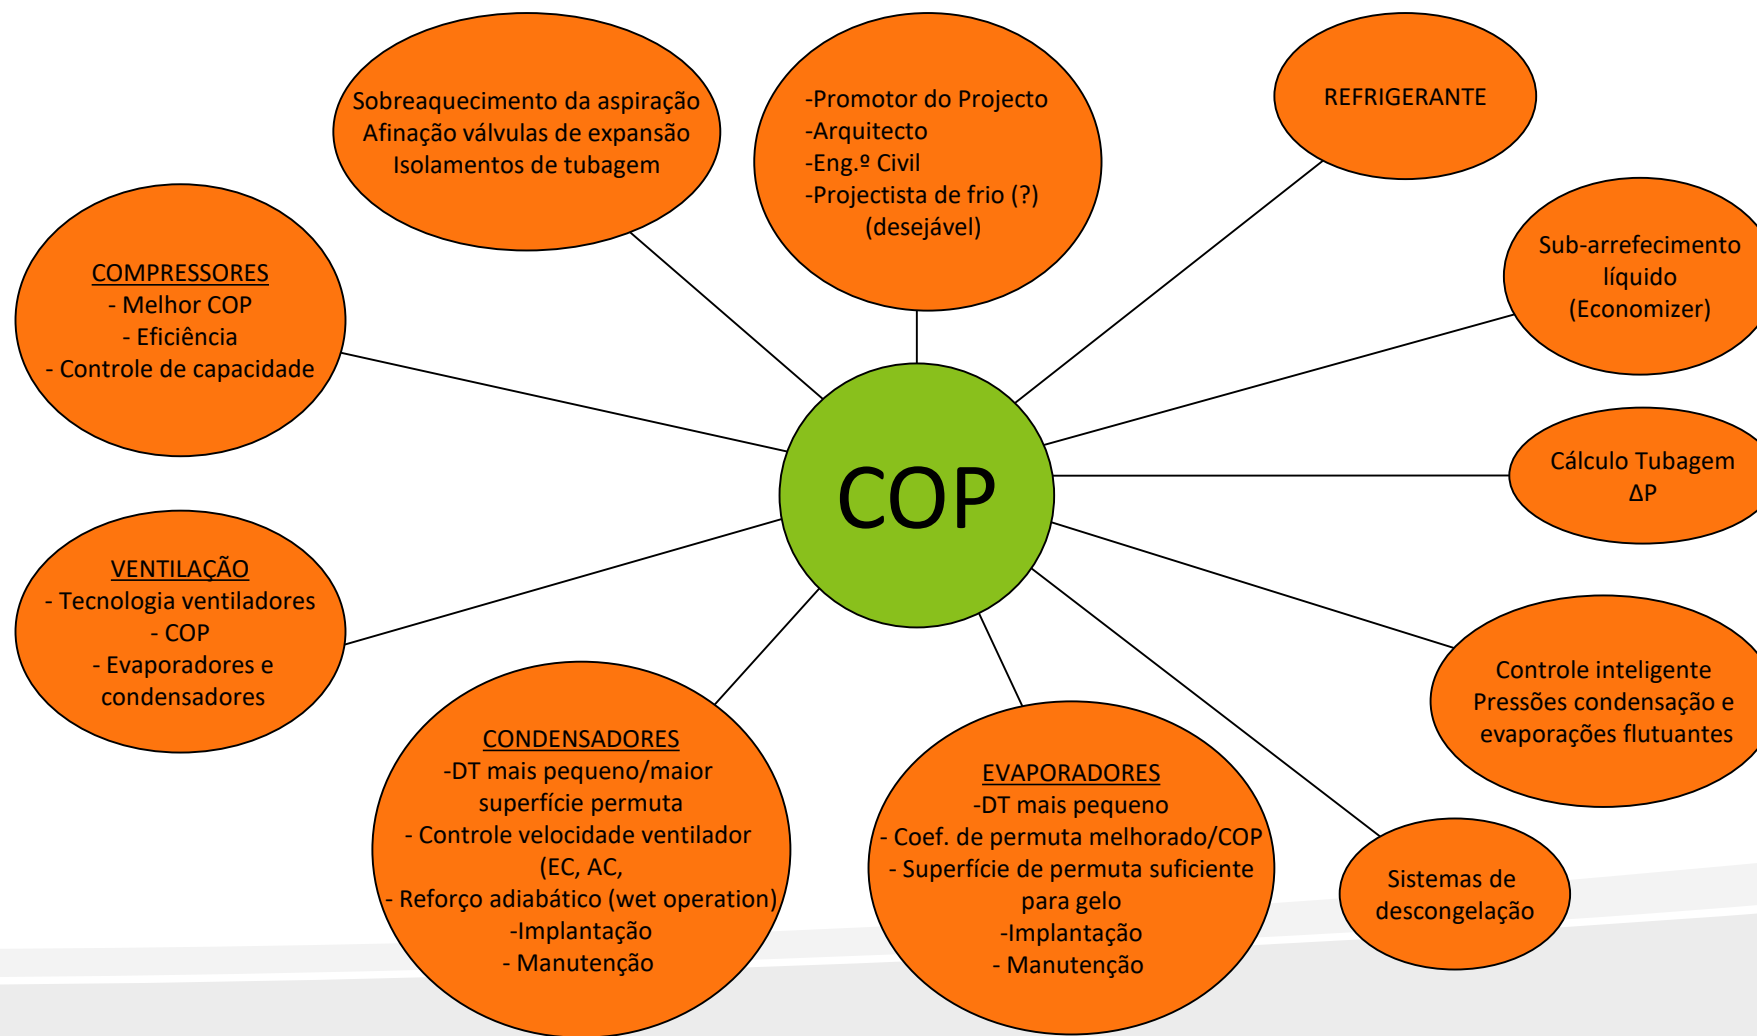 Sobreaquecimento da aspiração
Afinação válvulas de expansão
Isolamentos de tubagem
-Promotor do Projecto
-Arquitecto
-Eng.º Civil
-Projectista de frio (?)
(desejável)
REFRIGERANTE
Sub-arrefecimento
líquido
(Economizer)
COMPRESSORES
- Melhor COP
- Eficiência
- Controle de capacidade
COP
Cálculo Tubagem
ΔP
VENTILAÇÃO
- Tecnologia ventiladores
- COP
- Evaporadores e
condensadores
Controle inteligente
Pressões condensação e
evaporações flutuantes
CONDENSADORES
-DT mais pequeno/maior
superfície permuta
- Controle velocidade ventilador
(EC, AC,
- Reforço adiabático (wet operation)
-Implantação
- Manutenção
EVAPORADORES
-DT mais pequeno
- Coef. de permuta melhorado/COP
- Superfície de permuta suficiente
para gelo
-Implantação
- Manutenção
Sistemas de
descongelação